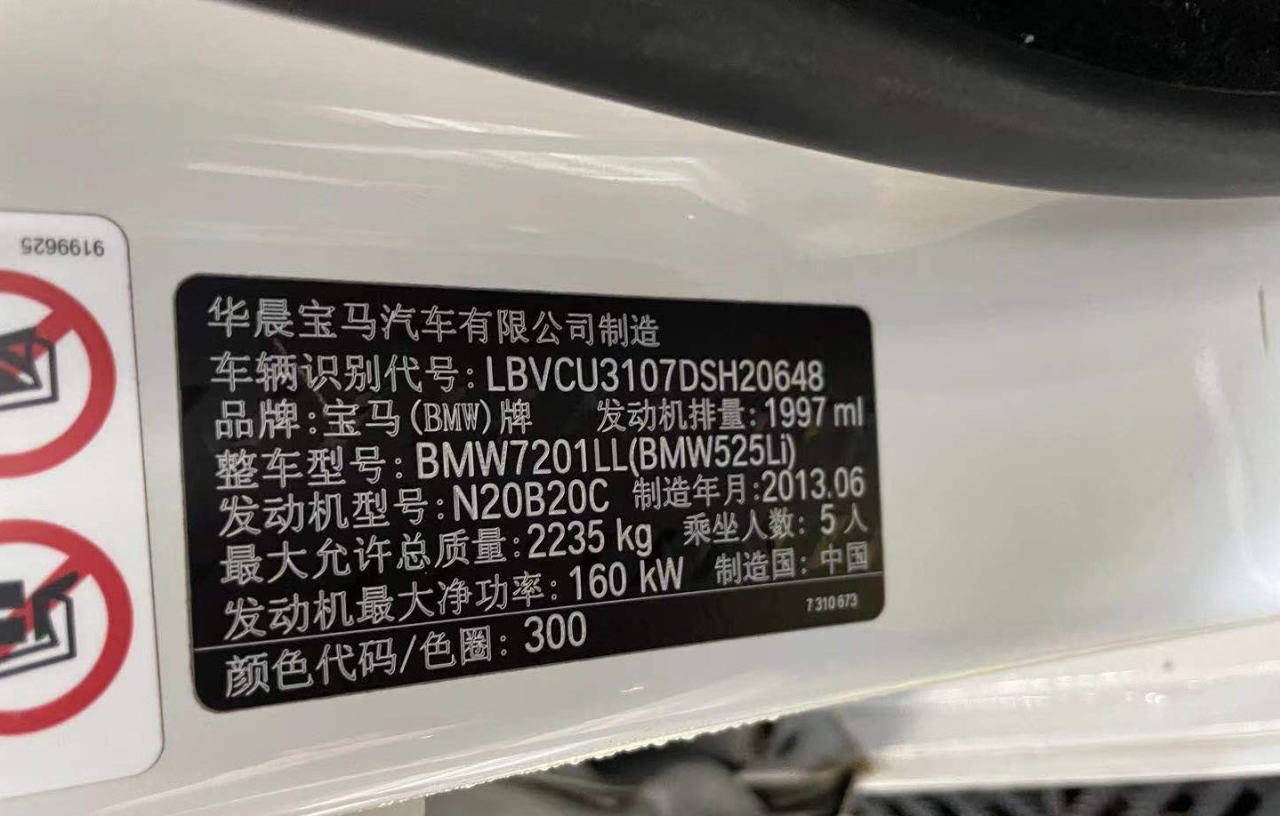 9199625
华晨宝马汽车有限公司制造
车辆识别代号:LBVCU3107DSH20648
品牌:宝马(BMW)牌 发动机排量:1997 ml
整车型号:BMW7201LL(BMW525Li)
发动机型号:N20B20C 制造年月:2013.06
最大允许总质量:2235 kg 乘坐人数:5人
发动机最大净功率:160 kW 制造国:中国
7 310 673
颜色代码/色圈:300